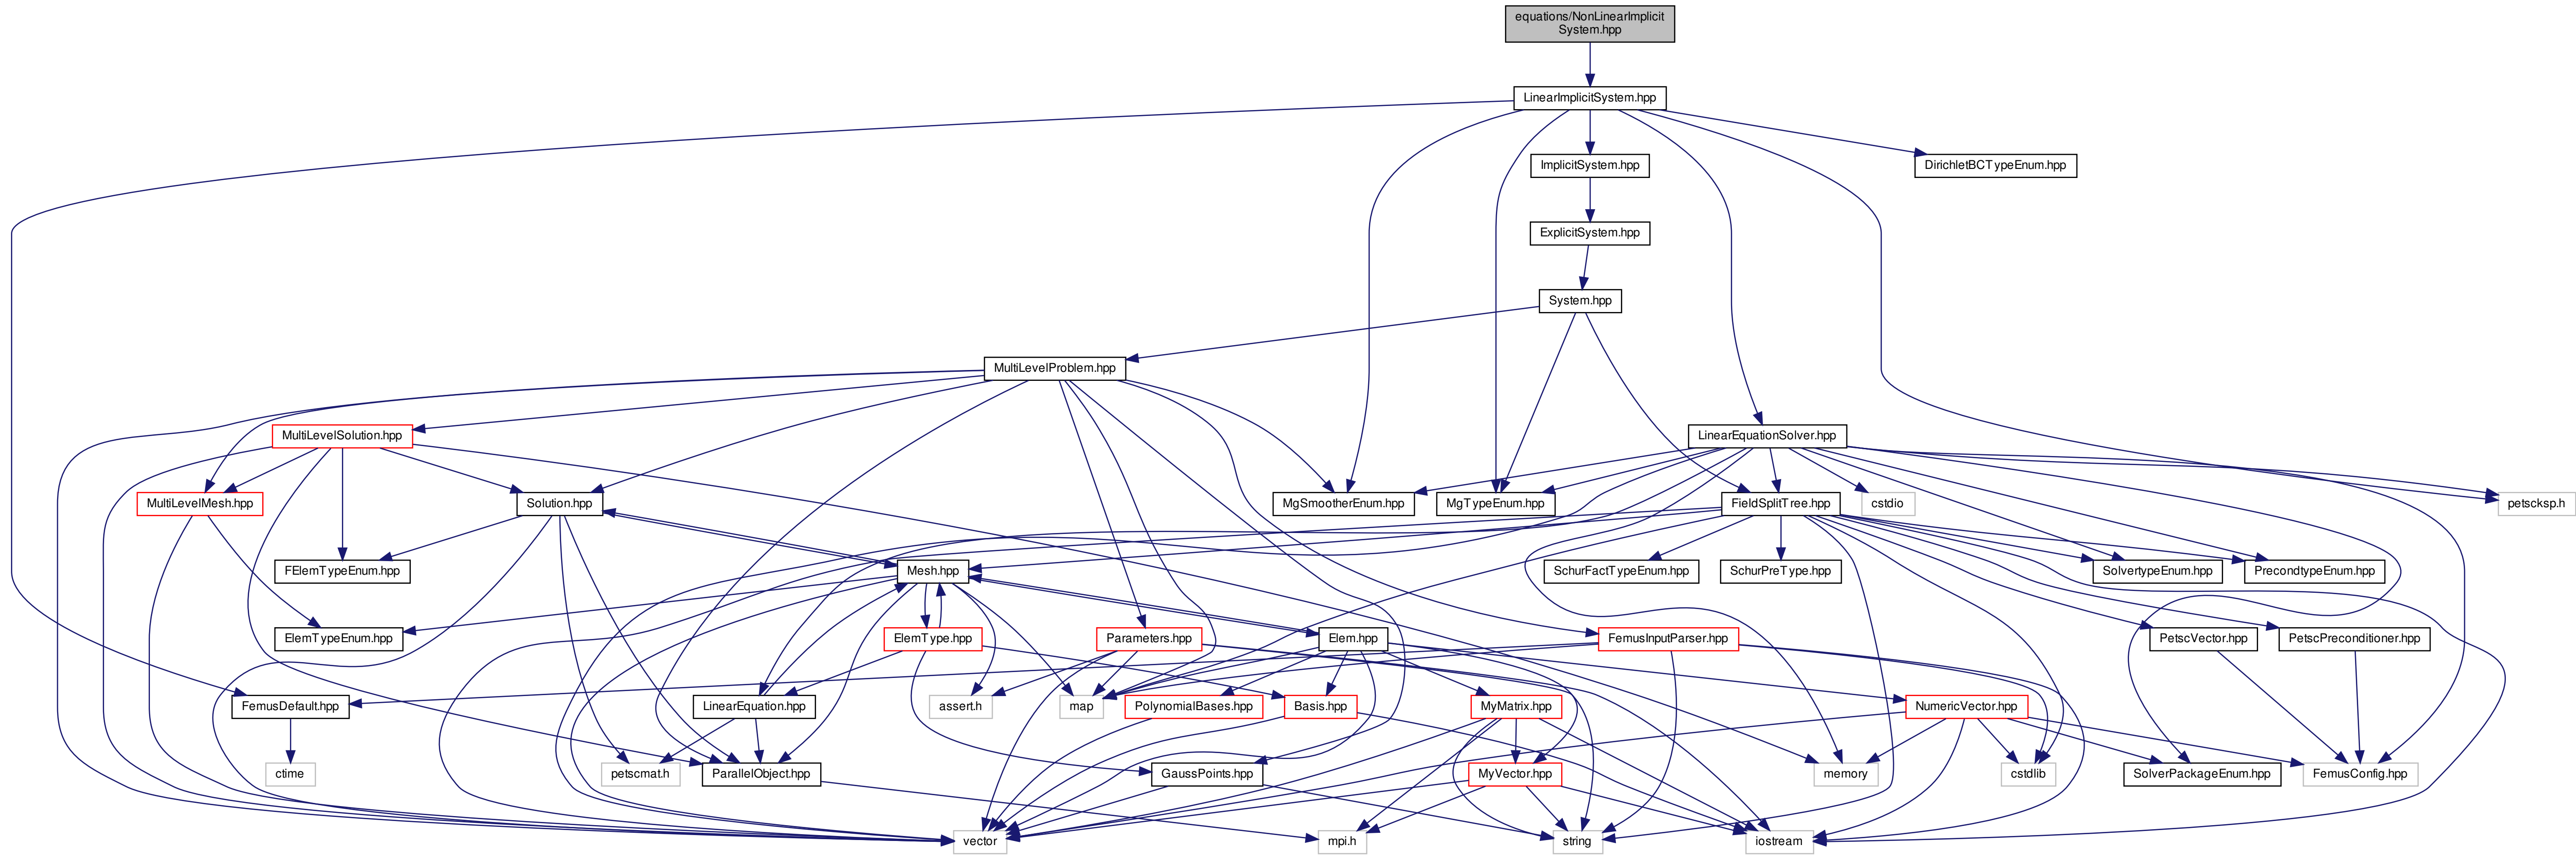 equations/NonLinearImplicit
System.hpp
LinearImplicitSystem.hpp
ImplicitSystem.hpp
DirichletBCTypeEnum.hpp
ExplicitSystem.hpp
System.hpp
MultiLevelProblem.hpp
MultiLevelSolution.hpp
LinearEquationSolver.hpp
MultiLevelMesh.hpp
Solution.hpp
MgSmootherEnum.hpp
MgTypeEnum.hpp
FieldSplitTree.hpp
cstdio
petscksp.h
FElemTypeEnum.hpp
Mesh.hpp
SchurFactTypeEnum.hpp
SchurPreType.hpp
SolvertypeEnum.hpp
PrecondtypeEnum.hpp
ElemTypeEnum.hpp
ElemType.hpp
Parameters.hpp
Elem.hpp
FemusInputParser.hpp
PetscVector.hpp
PetscPreconditioner.hpp
FemusDefault.hpp
LinearEquation.hpp
assert.h
map
PolynomialBases.hpp
Basis.hpp
MyMatrix.hpp
NumericVector.hpp
ctime
petscmat.h
ParallelObject.hpp
GaussPoints.hpp
MyVector.hpp
memory
cstdlib
SolverPackageEnum.hpp
FemusConfig.hpp
vector
mpi.h
string
iostream